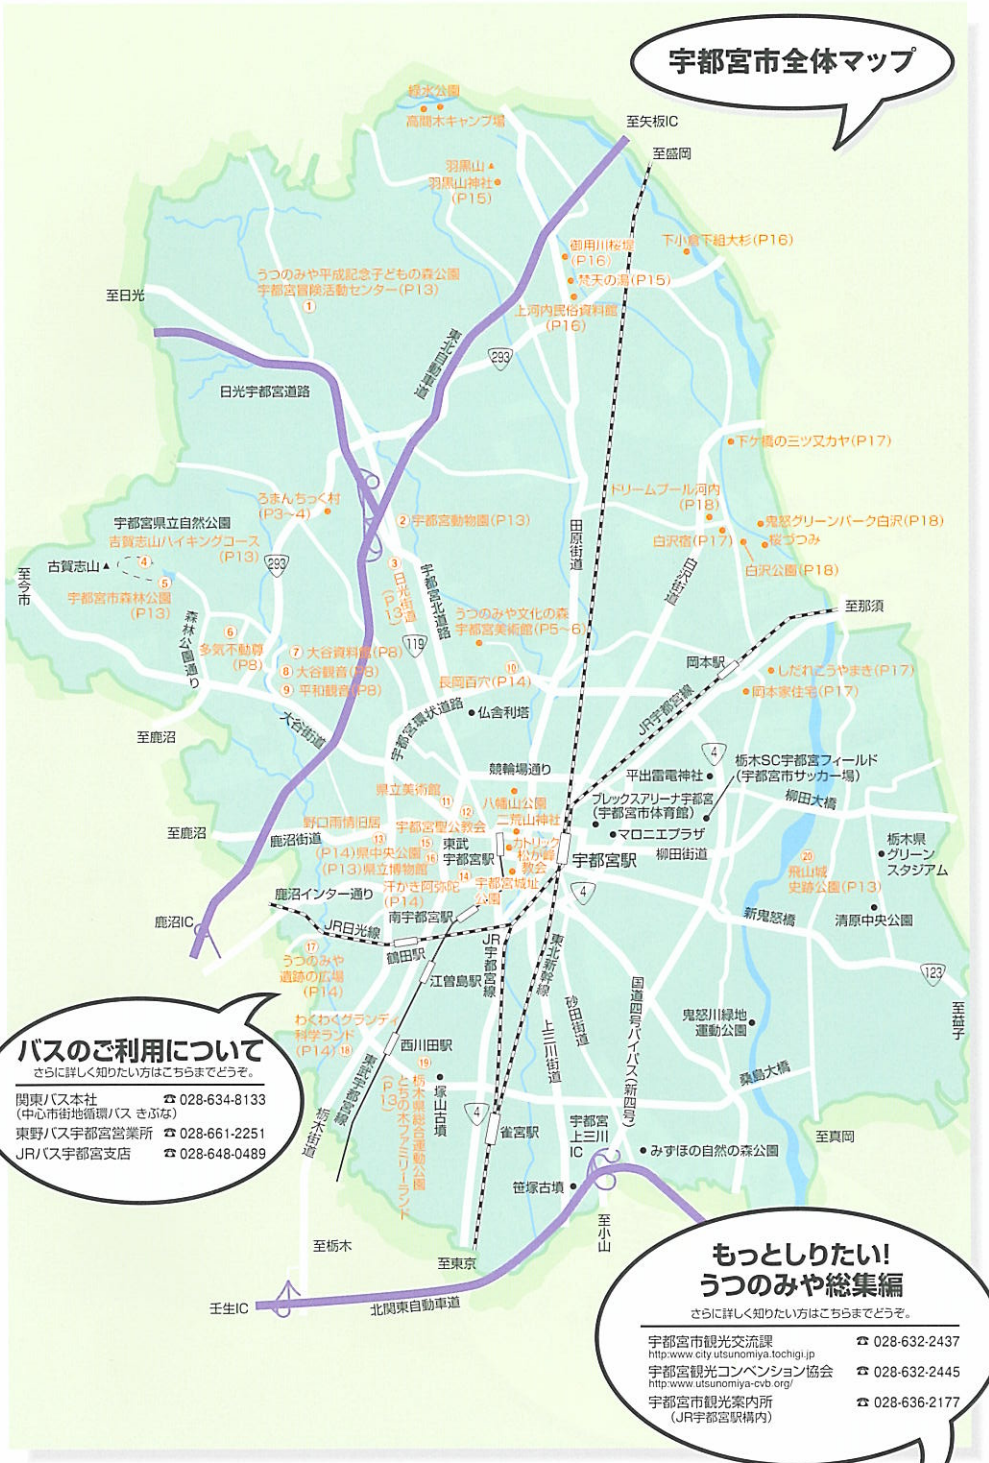 宇都宮市全体マップ
緑水公園
高間木キャンプ場
至矢板IC
至盛岡
羽黒山
羽黒山神社
(P15)
御用川桜堤
(P16)
下小倉下組大杉(P16)
梵天の湯(P15)
上河内民俗資料館
(P16)
うつのみや平成記念子どもの森公園
宇都宮冒険活動センター(P13)
①
至日光
東北自動車道
293
日光宇都宮道路
下ケ橋の三ツ又カヤ(P17)
ろまんちっく村
(P3~4)
ドリームプール河内
(P18)
宇都宮県立自然公園
古賀志山ハイキングコース
(P13)
②宇都宮動物園(P13)
田原街道
鬼怒グリーンパーク白沢(P18)
白沢宿(P17)
桜づつみ
白沢公園(P18)
古賀志山
④
⑤
宇都宮市森林公園
(P13)
至今市
293
③
日光街道
(P13)
宇都宮北道路
白沢街道
119
うつのみや文化の森
宇都宮美術館(P5~6)
至那須
森林公園通り
⑥
多気不動尊
(P8)
⑦大谷資料館(P8)
⑧大谷観音(P8)
⑨平和観音(P8)
⑩
長岡百穴(P14)
岡本駅
しだれこうやまき(P17)
岡本家住宅(P17)
JR宇都宮線
至鹿沼
大谷街道
宇都宮環状道路
仏舎利塔
4
競輪場通り
平出雷電神社
栃木SC宇都宮フィールド
(宇都宮市サッカー場)
県立美術館
⑪
八幡山公園
ブレックスアリーナ宇都宮
(宇都宮市体育館)
柳田大橋
至鹿沼
鹿沼街道
野口雨情旧居
⑬
(P14)
宇都宮聖公教会
⑫
二荒山神社
マロニエプラザ
県中央公園
⑮
(P13)県立博物館
⑯
東武
宇都宮駅
カトリック
松が峰
教会
宇都宮駅
柳田街道
栃木県
グリーン
スタジアム
⑳
飛山城
史跡公園(P13)
鹿沼インター通り
汗かき阿弥陀
(P14)
⑭
宇都宮城址
公園
4
鹿沼IC
JR日光線
南宇都宮駅
新鬼怒橋
清原中央公園
鶴田駅
⑰
うつのみや
遺跡の広場
(P14)
江曽島駅
JR宇都宮線
東北新幹線
砂田街道
国道四号バイパス(新四号)
123
至益子
わくわくグランディ
科学ランド
(P14)⑱
西川田駅
上三川街道
鬼怒川緑地
運動公園
桑島大橋
バスのご利用について
さらに詳しく知りたい方はこちらまでどうぞ。
関東バス本社 ☎ 028-634-8133
(中心市街地循環バス きぶな)
東野バス宇都宮営業所 ☎ 028-661-2251
JRバス宇都宮支店 ☎ 028-648-0489
東武宇都宮線
栃木街道
⑲
栃木県総合運動公園
とちの木ファミリーランド
(P13)
塚山古墳
4
雀宮駅
宇都宮
上三川
IC
至真岡
みずほの自然の森公園
笹塚古墳
至小山
至栃木
至東京
壬生IC
北関東自動車道
もっとしりたい!
うつのみや総集編
さらに詳しく知りたい方はこちらまでどうぞ。
宇都宮市観光交流課 ☎ 028-632-2437
http:www.city.utsunomiya.tochigi.jp
宇都宮観光コンベンション協会 ☎ 028-632-2445
http:www.utsunomiya-cvb.org/
宇都宮市観光案内所 ☎ 028-636-2177
(JR宇都宮駅構内)